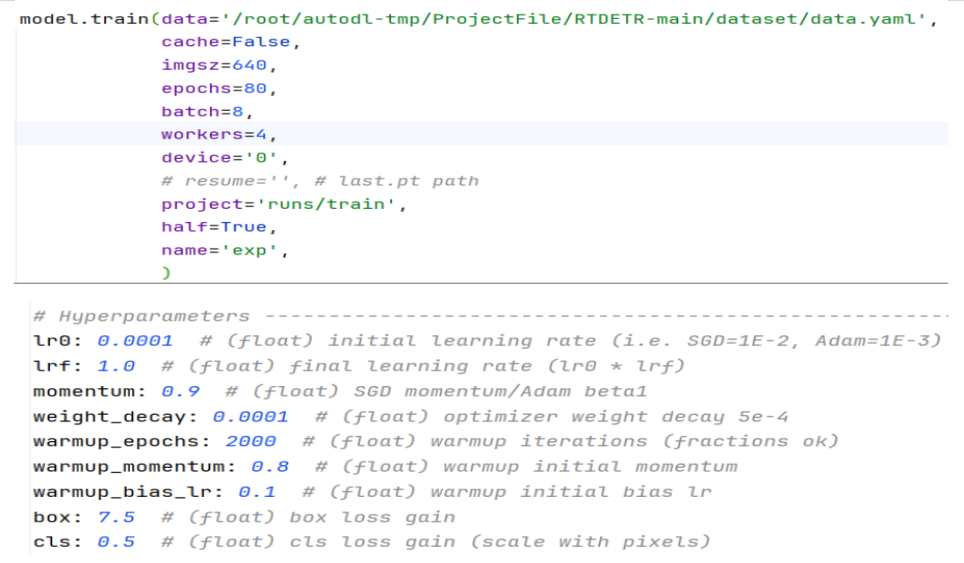 model.train(data='/root/autodl-tmp/ProjectFile/RTDETR-main/dataset/data.yaml',
cache=False,
imgsz=640,
epochs=80,
batch=8,
workers=4,
device='0',
# resume='', # last.pt path
project='runs/train',
half=True,
name='exp',
)
# Hyperparameters ------------------------------------------------------
lr0: 0.0001  # (float) initial learning rate (i.e. SGD=1E-2, Adam=1E-3)
lrf: 1.0  # (float) final learning rate (lr0 * lrf)
momentum: 0.9  # (float) SGD momentum/Adam beta1
weight_decay: 0.0001  # (float) optimizer weight decay 5e-4
warmup_epochs: 2000  # (float) warmup iterations (fractions ok)
warmup_momentum: 0.8  # (float) warmup initial momentum
warmup_bias_lr: 0.1  # (float) warmup initial bias lr
box: 7.5  # (float) box loss gain
cls: 0.5  # (float) cls loss gain (scale with pixels)